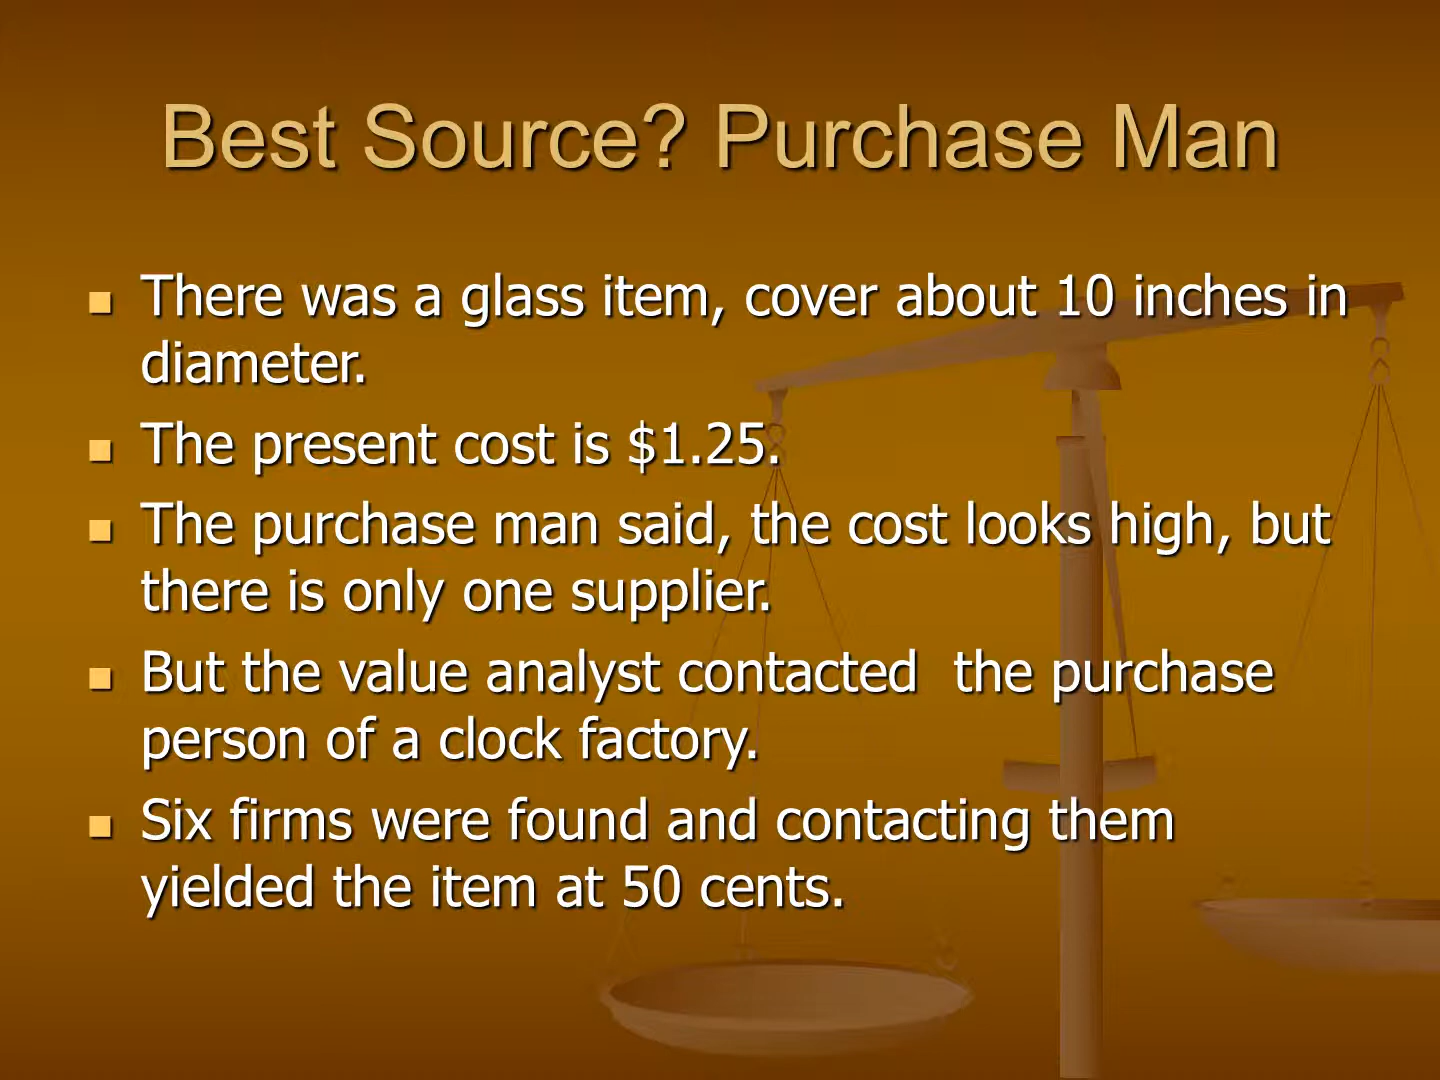 Best Source? Purchase Man
There was a glass item, cover about 10 inches in
diameter.
The present cost is $1.25.
The purchase man said, the cost looks high, but
there is only one supplier.
But the value analyst contacted  the purchase
person of a clock factory.
Six firms were found and contacting them
yielded the item at 50 cents.